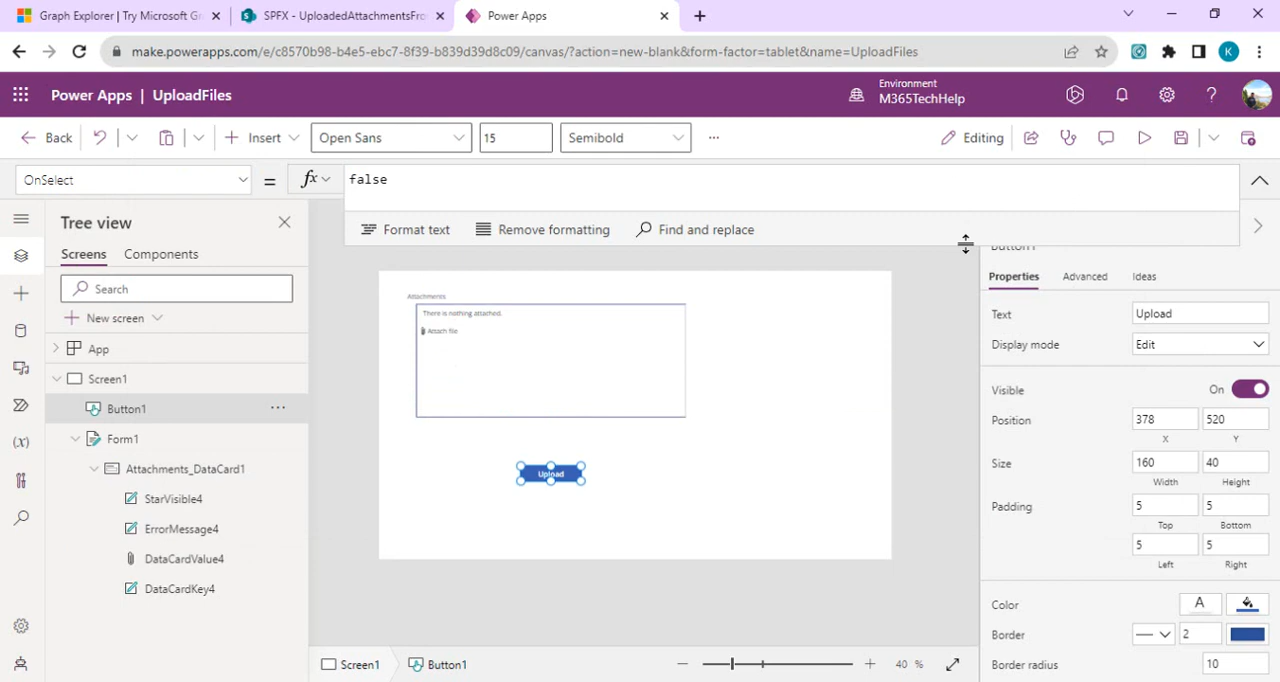 Graph Explorer | Try Microsoft Gr
SPFX - UploadedAttachmentsFro
Power Apps
make.powerapps.com/e/c8570b98-b4e5-ebc7-8f39-b839d39d8c09/canvas/?action=new-blank&form-factor=tablet&name=UploadFiles
K
Power Apps | UploadFiles
Environment
M365TechHelp
Back
Insert
Open Sans
15
Semibold
Editing
OnSelect
=
fx
false
Format text
Remove formatting
Find and replace
Tree view
Screens
Components
Search
New screen
App
Screen1
Button1
Form1
Attachments_DataCard1
StarVisible4
ErrorMessage4
DataCardValue4
DataCardKey4
Attachments
There is nothing attached.
Attach file
Upload
Button1
Properties
Advanced
Ideas
Text
Upload
Display mode
Edit
Visible
On
Position
378
520
X
Y
Size
160
40
Width
Height
Padding
5
5
Top
Bottom
5
5
Left
Right
Color
A
Border
2
Border radius
10
Screen1
Button1
40 %